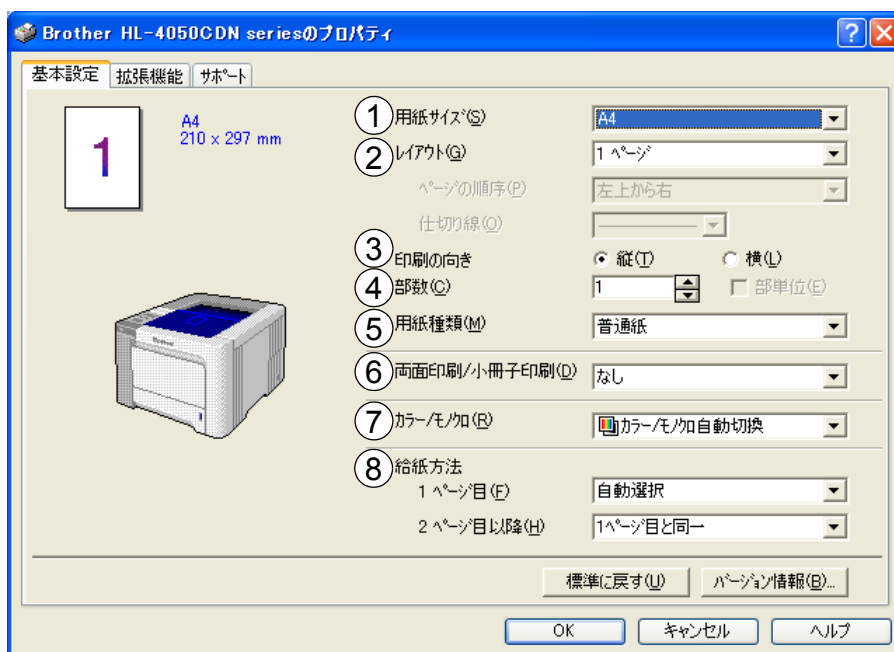 Brother HL-4050CDN seriesのプロパティ
基本設定 拡張機能 サポート
1
A4
210 x 297 mm
① 用紙サイズ(S) A4
② レイアウト(G) 1 ページ
ページの順序(P) 左上から右
仕切り線(O)
③ 印刷の向き 縦(T) 横(L)
④ 部数(C) 1 部単位(E)
⑤ 用紙種類(M) 普通紙
⑥ 両面印刷/小冊子印刷(D) なし
⑦ カラー/モノクロ(R) カラー/モノクロ自動切換
⑧ 給紙方法
1 ページ目(F) 自動選択
2 ページ目以降(H) 1ページ目と同一
標準に戻す(U) バージョン情報(B)...
OK キャンセル ヘルプ